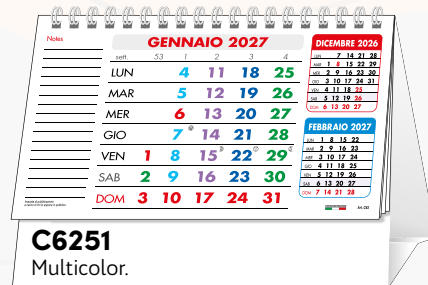 Notes
GENNAIO 2027
sett. 53 1 2 3 4
LUN 4 11 18 25
MAR 5 12 19 26
MER 6 13 20 27
GIO 7 14 21 28
VEN 1 8 15 22 29
SAB 2 9 16 23 30
DOM 3 10 17 24 31
DICEMBRE 2026
LUN 7 14 21 28
MAR 1 8 15 22 29
MER 2 9 16 23 30
GIO 3 10 17 24 31
VEN 4 11 18 25
SAB 5 12 19 26
DOM 6 13 20 27
FEBBRAIO 2027
LUN 1 8 15 22
MAR 2 9 16 23
MER 3 10 17 24
GIO 4 11 18 25
VEN 5 12 19 26
SAB 6 13 20 27
DOM 7 14 21 28
C6251
Multicolor.